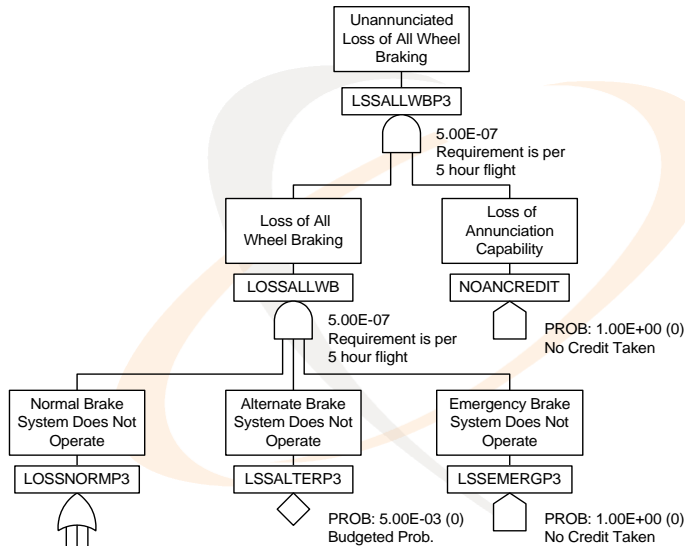 Unannunciated
Loss of All Wheel
Braking
LSSALLWBP3
5.00E-07
Requirement is per
5 hour flight
Loss of All
Wheel Braking
LOSSALLWB
5.00E-07
Requirement is per
5 hour flight
Loss of
Annunciation
Capability
NOANCREDIT
PROB: 1.00E+00 (0)
No Credit Taken
Normal Brake
System Does Not
Operate
LOSSNORMP3
Alternate Brake
System Does Not
Operate
LSSALTERP3
PROB: 5.00E-03 (0)
Budgeted Prob.
Emergency Brake
System Does Not
Operate
LSSEMERGP3
PROB: 1.00E+00 (0)
No Credit Taken